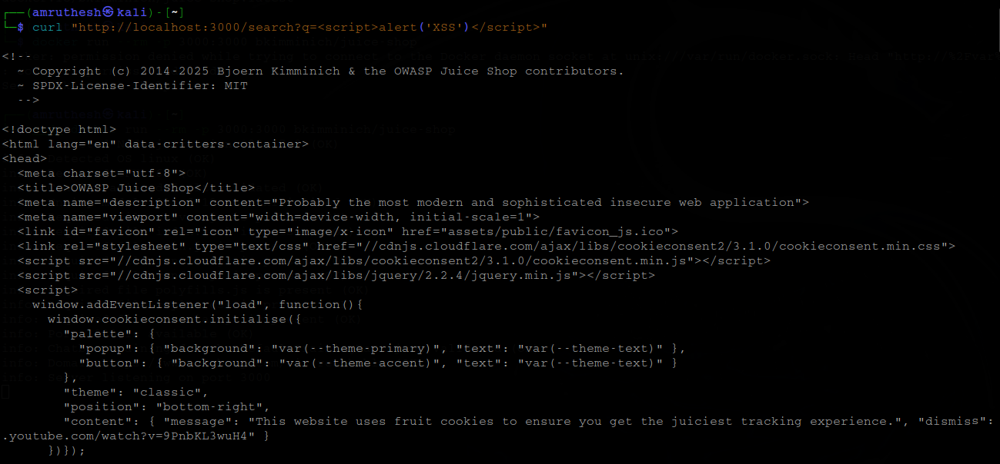 ┌──(amruthesh㉿kali)-[~]
└─$ curl "http://localhost:3000/search?q=<script>alert('XSS')</script>"
<!--
  ~ Copyright (c) 2014-2025 Bjoern Kimminich & the OWASP Juice Shop contributors.
  ~ SPDX-License-Identifier: MIT
  -->
<!doctype html>
<html lang="en" data-critters-container>
<head>
  <meta charset="utf-8">
  <title>OWASP Juice Shop</title>
  <meta name="description" content="Probably the most modern and sophisticated insecure web application">
  <meta name="viewport" content="width=device-width, initial-scale=1">
  <link id="favicon" rel="icon" type="image/x-icon" href="assets/public/favicon_js.ico">
  <link rel="stylesheet" type="text/css" href="//cdnjs.cloudflare.com/ajax/libs/cookieconsent2/3.1.0/cookieconsent.min.css">
  <script src="//cdnjs.cloudflare.com/ajax/libs/cookieconsent2/3.1.0/cookieconsent.min.js"></script>
  <script src="//cdnjs.cloudflare.com/ajax/libs/jquery/2.2.4/jquery.min.js"></script>
  <script>
    window.addEventListener("load", function(){
      window.cookieconsent.initialise({
        "palette": {
          "popup": { "background": "var(--theme-primary)", "text": "var(--theme-text)" },
          "button": { "background": "var(--theme-accent)", "text": "var(--theme-text)" }
        },
        "theme": "classic",
        "position": "bottom-right",
        "content": { "message": "This website uses fruit cookies to ensure you get the juiciest tracking experience.", "dismiss":
.youtube.com/watch?v=9PnbKL3wuH4" }
      })});